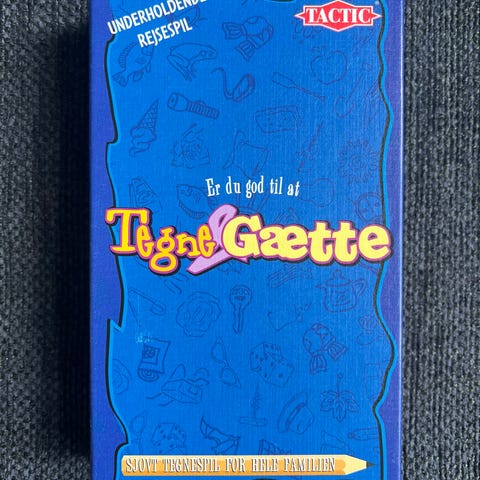 UNDERHOLDENDE
REJSESPIL
TACTIC
Er du god til at
Tegne & Gætte
SJOVT TEGNESPIL FOR HELE FAMILIEN